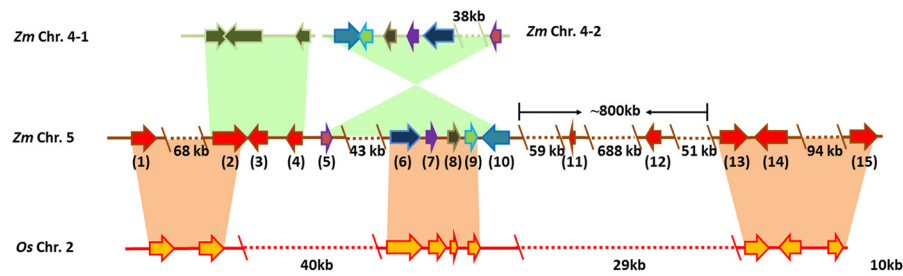 38kb
Zm Chr. 4-1
Zm Chr. 4-2
~800kb
Zm Chr. 5
68 kb 43 kb 59 kb 688 kb 51 kb 94 kb
(1) (2) (3) (4) (5) (6) (7) (8) (9) (10) (11) (12) (13) (14) (15)
Os Chr. 2
40kb 29kb 10kb